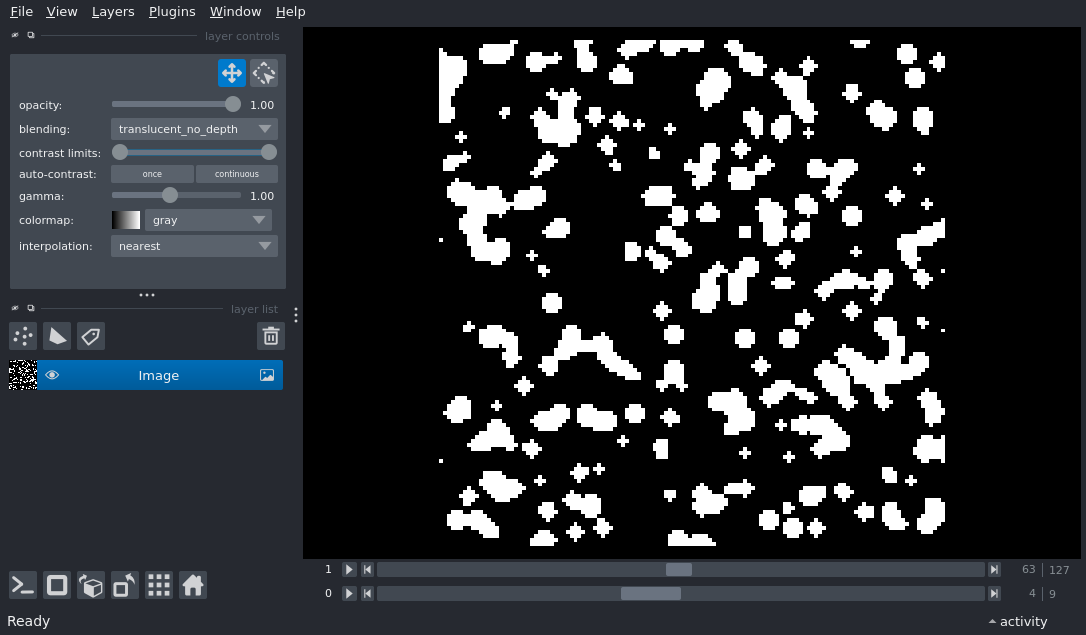 File View Layers Plugins Window Help
layer controls
opacity: 1.00
blending: translucent_no_depth
contrast limits:
auto-contrast: once continuous
gamma: 1.00
colormap: gray
interpolation: nearest
layer list
Image
1 63 127
0 4 9
Ready activity